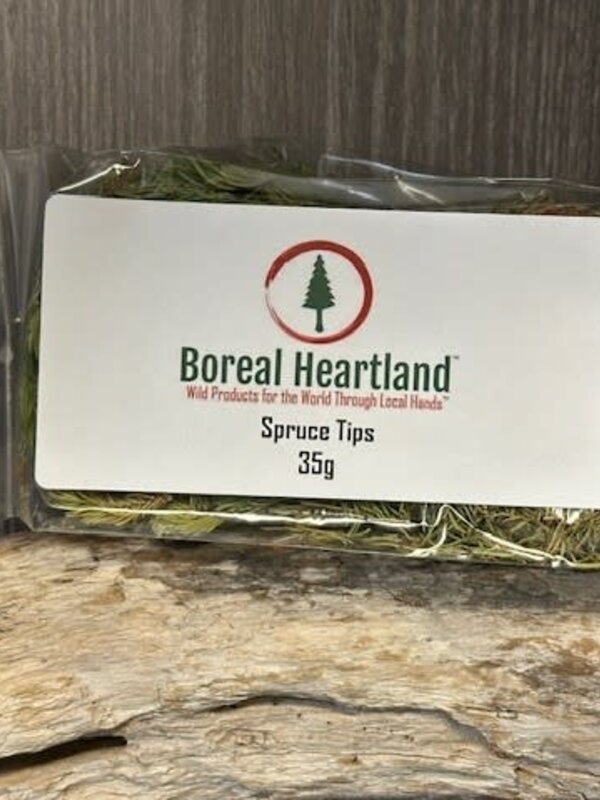 Boreal Heartland™
Wild Products for the World Through Local Hands™
Spruce Tips
35g